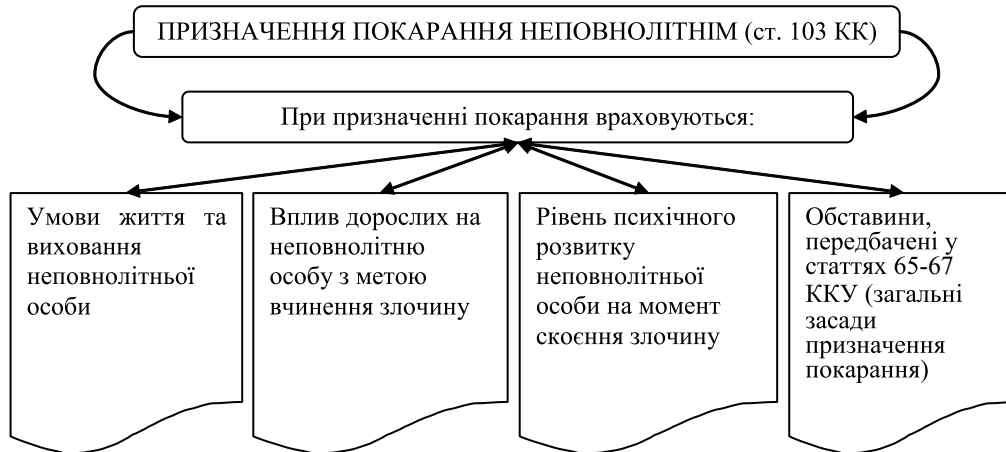 ПРИЗНАЧЕННЯ ПОКАРАННЯ НЕПОВНОЛІТНІМ (ст. 103 КК)
При призначенні покарання враховуються:
Умови життя та
виховання
неповнолітньої
особи
Вплив дорослих на
неповнолітню
особу з метою
вчинення злочину
Рівень психічного
розвитку
неповнолітньої
особи на момент
скоєння злочину
Обставини,
передбачені у
статтях 65-67
ККУ (загальні
засади
призначення
покарання)